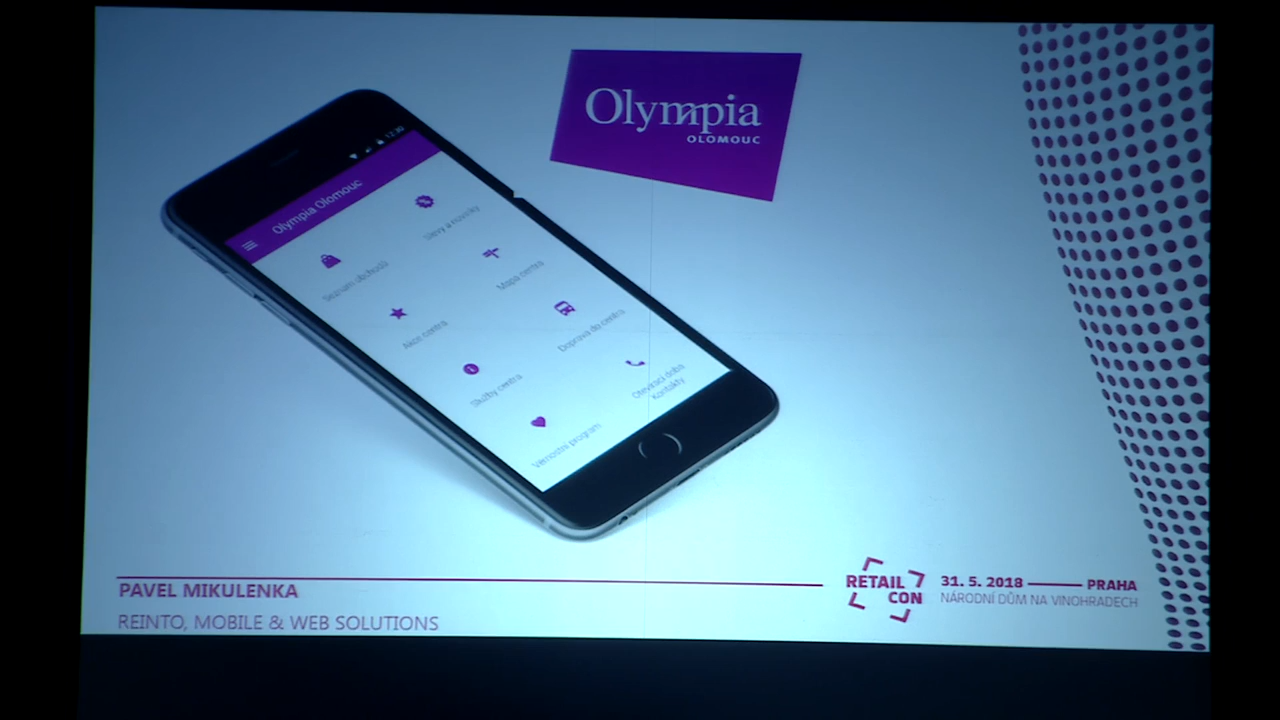 Olympia
OLOMOUC
12:30
Olympia Olomouc
Slevy a novinky
Seznam obchodů
Mapa centra
Akce centra
Doprava do centra
Služby centra
Otevírací doba
Kontakty
Věrnostní program
PAVEL MIKULENKA
REINTO, MOBILE & WEB SOLUTIONS
RETAIL
CON
31. 5. 2018
PRAHA
NÁRODNÍ DŮM NA VINOHRADECH